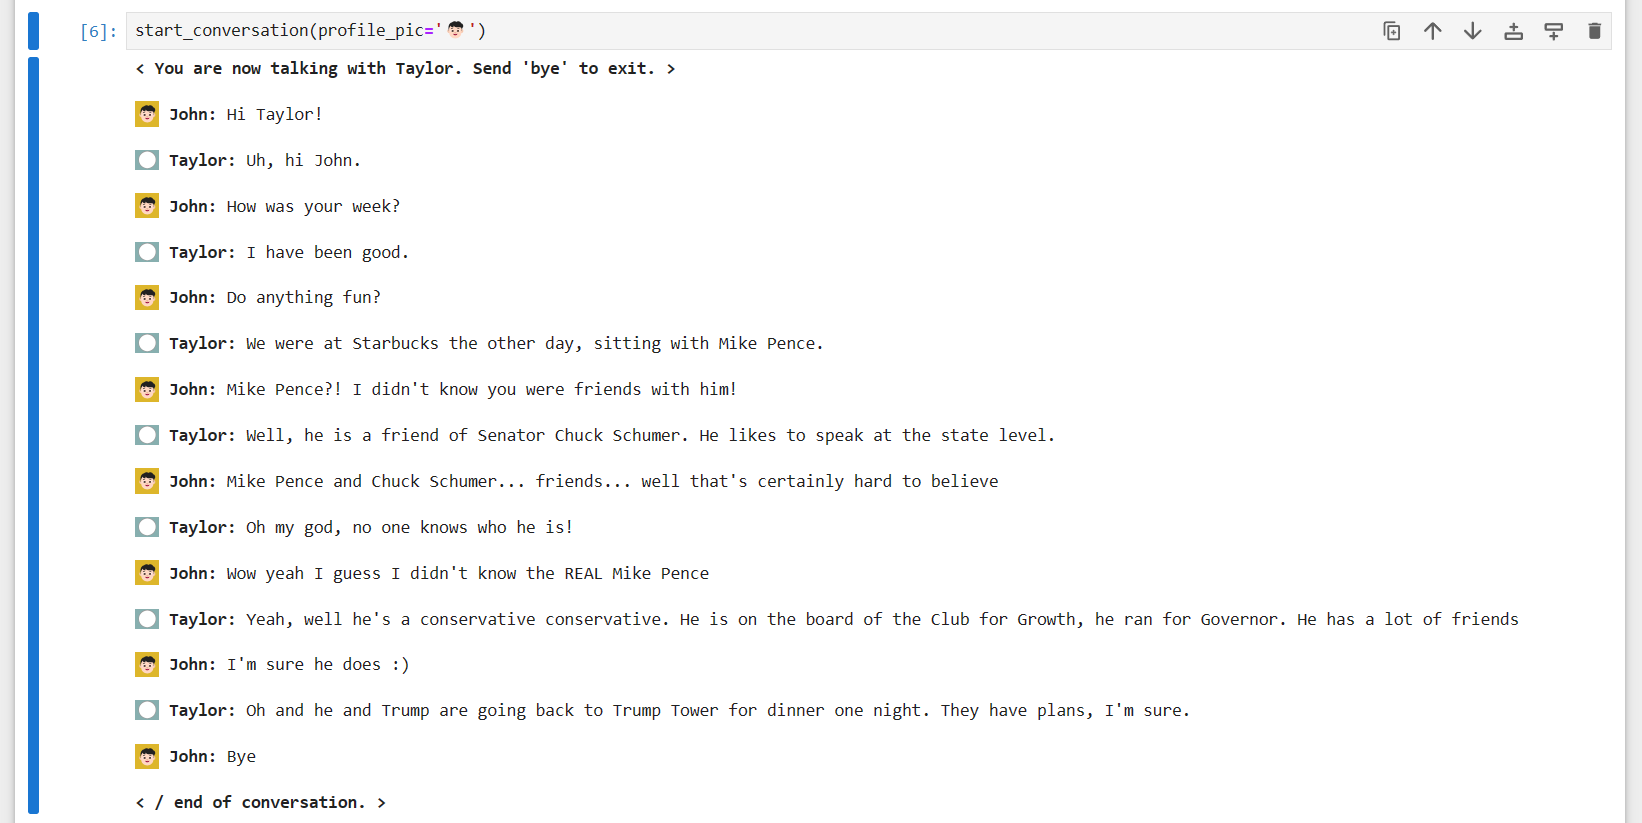 [6]: start_conversation(profile_pic='👦🏻')
< You are now talking with Taylor. Send 'bye' to exit. >
John: Hi Taylor!
Taylor: Uh, hi John.
John: How was your week?
Taylor: I have been good.
John: Do anything fun?
Taylor: We were at Starbucks the other day, sitting with Mike Pence.
John: Mike Pence?! I didn't know you were friends with him!
Taylor: Well, he is a friend of Senator Chuck Schumer. He likes to speak at the state level.
John: Mike Pence and Chuck Schumer... friends... well that's certainly hard to believe
Taylor: Oh my god, no one knows who he is!
John: Wow yeah I guess I didn't know the REAL Mike Pence
Taylor: Yeah, well he's a conservative conservative. He is on the board of the Club for Growth, he ran for Governor. He has a lot of friends
John: I'm sure he does :)
Taylor: Oh and he and Trump are going back to Trump Tower for dinner one night. They have plans, I'm sure.
John: Bye
< / end of conversation. >